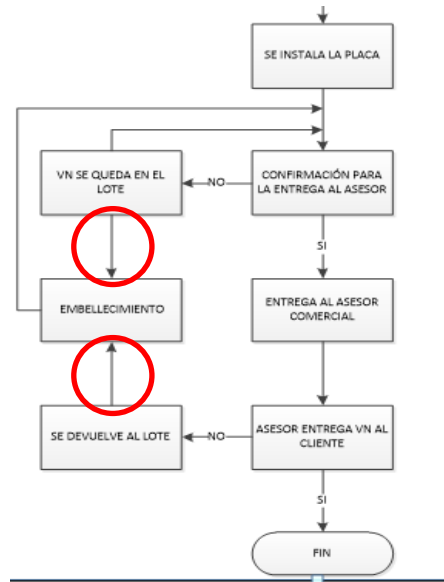 SE INSTALA LA PLACA
VN SE QUEDA EN EL
LOTE
NO
CONFIRMACIÓN PARA
LA ENTREGA AL ASESOR
SI
EMBELLECIMIENTO
ENTREGA AL ASESOR
COMERCIAL
SE DEVUELVE AL LOTE
NO
ASESOR ENTREGA VN AL
CLIENTE
SI
FIN